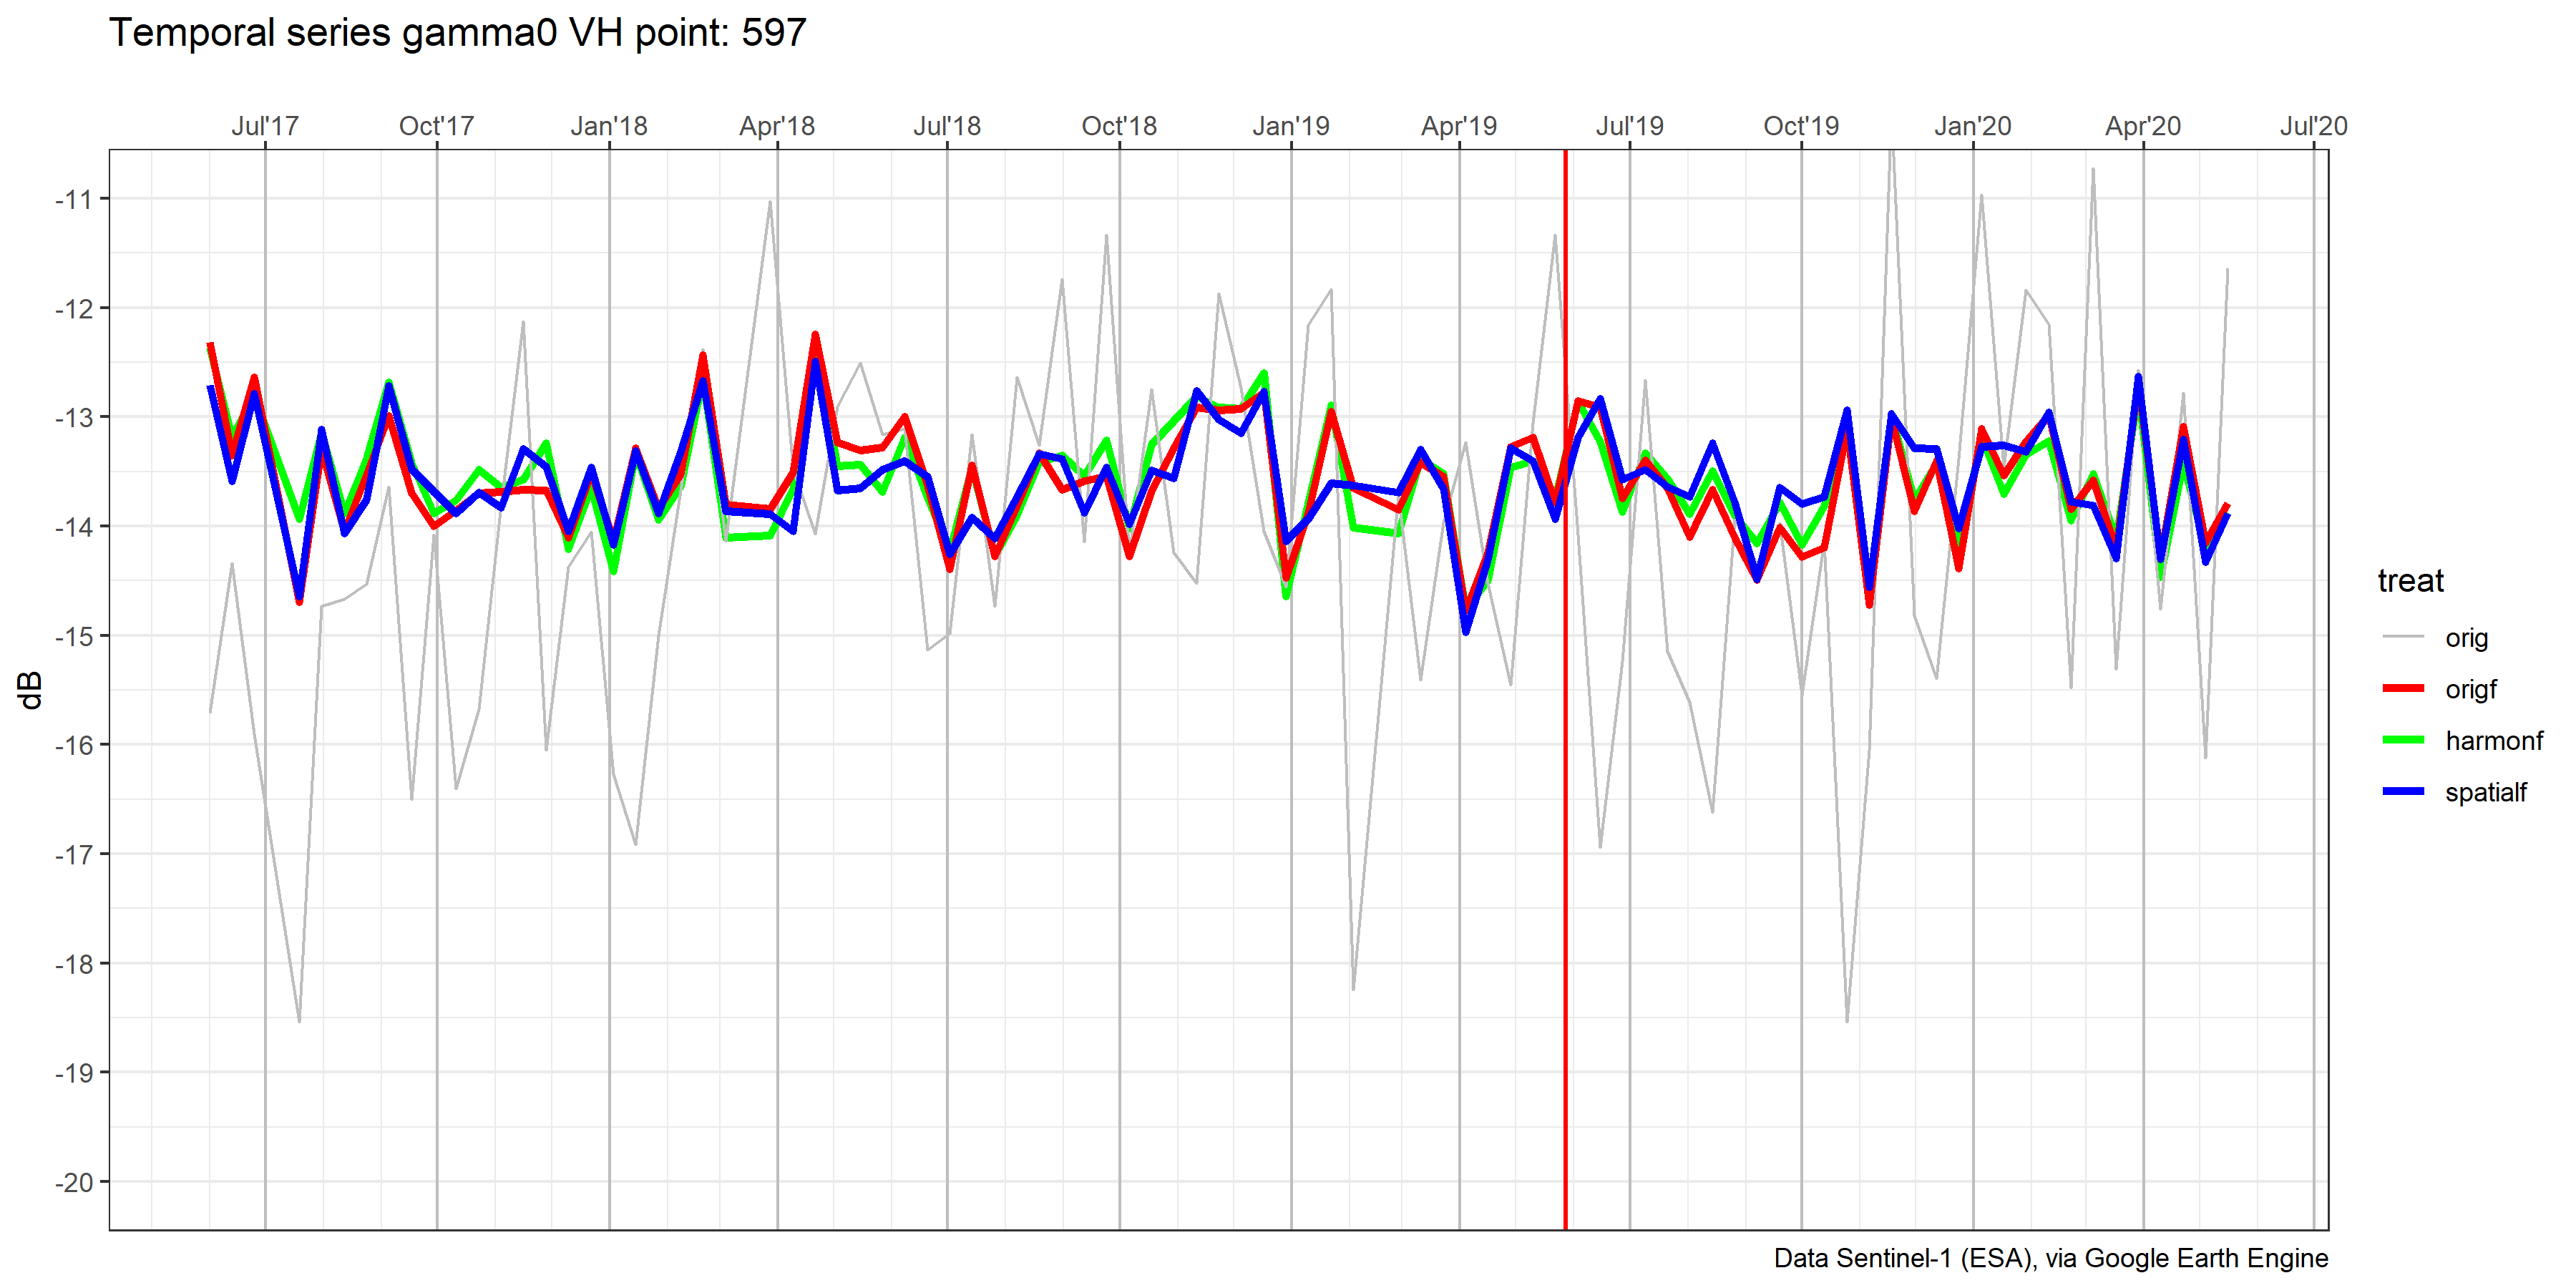 Temporal series gamma0 VH point: 597
Jul'17 Oct'17 Jan'18 Apr'18 Jul'18 Oct'18 Jan'19 Apr'19 Jul'19 Oct'19 Jan'20 Apr'20 Jul'20
-11
-12
-13
-14
-15
-16
-17
-18
-19
-20
dB
treat
orig
origf
harmonf
spatialf
Data Sentinel-1 (ESA), via Google Earth Engine